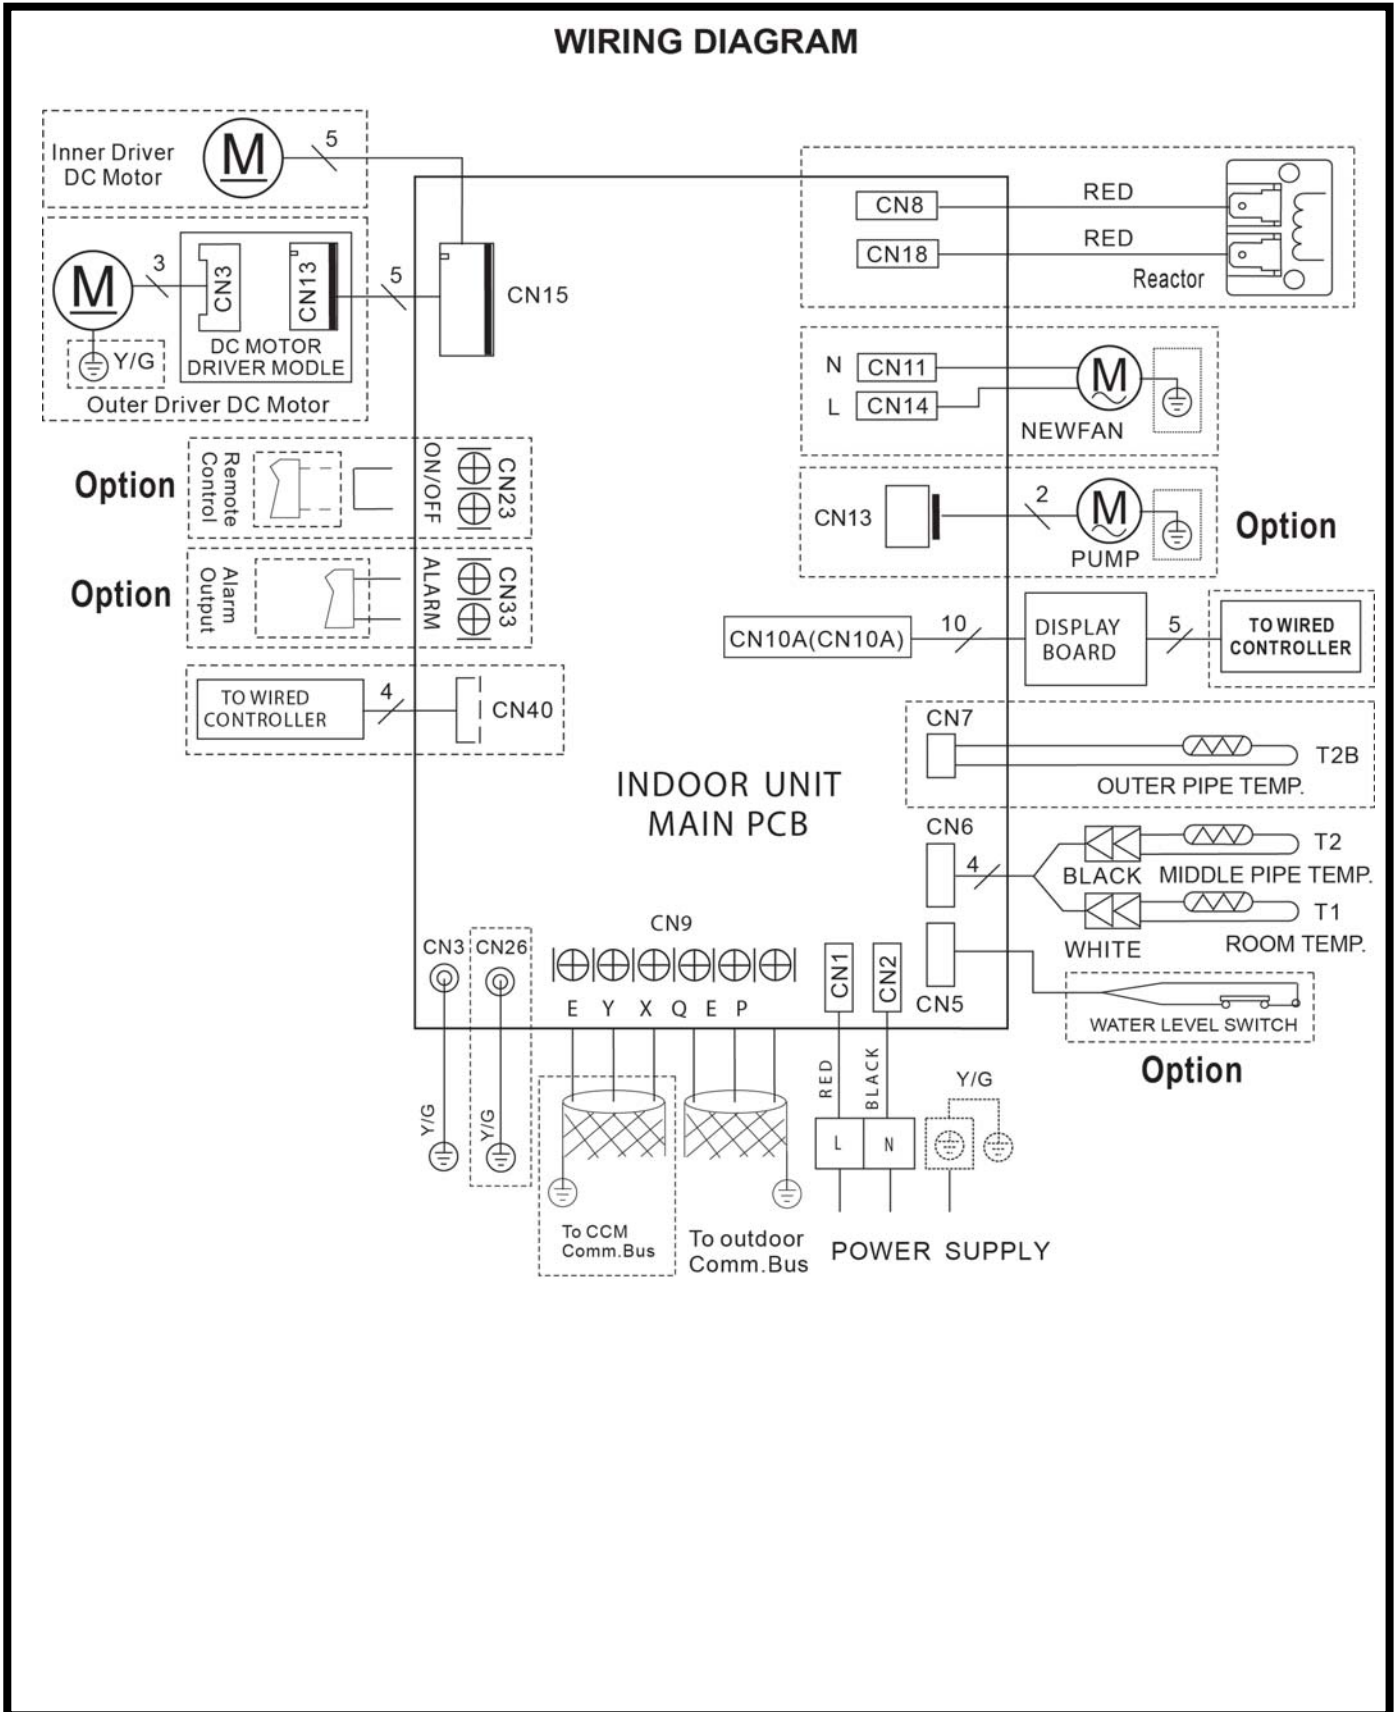 WIRING DIAGRAM
Inner Driver
DC Motor
M
5
M
3
CN3
CN13
5
CN15
Y/G
DC MOTOR
DRIVER MODLE
Outer Driver DC Motor
CN8
RED
CN18
RED
Reactor
N
CN11
L
CN14
M
NEWFAN
Option
Remote
Control
ON/OFF
CN23
CN13
2
M
PUMP
Option
Option
Alarm
Output
ALARM
CN33
CN10A(CN10A)
10
DISPLAY
BOARD
5
TO WIRED
CONTROLLER
TO WIRED
CONTROLLER
4
CN40
CN7
T2B
OUTER PIPE TEMP.
INDOOR UNIT
MAIN PCB
CN6
4
T2
BLACK
MIDDLE PIPE TEMP.
T1
WHITE
ROOM TEMP.
CN3
CN26
CN9
E Y X Q E P
CN1
CN2
CN5
WATER LEVEL SWITCH
Option
Y/G
Y/G
RED
BLACK
Y/G
L
N
To CCM
Comm.Bus
To outdoor
Comm.Bus
POWER SUPPLY